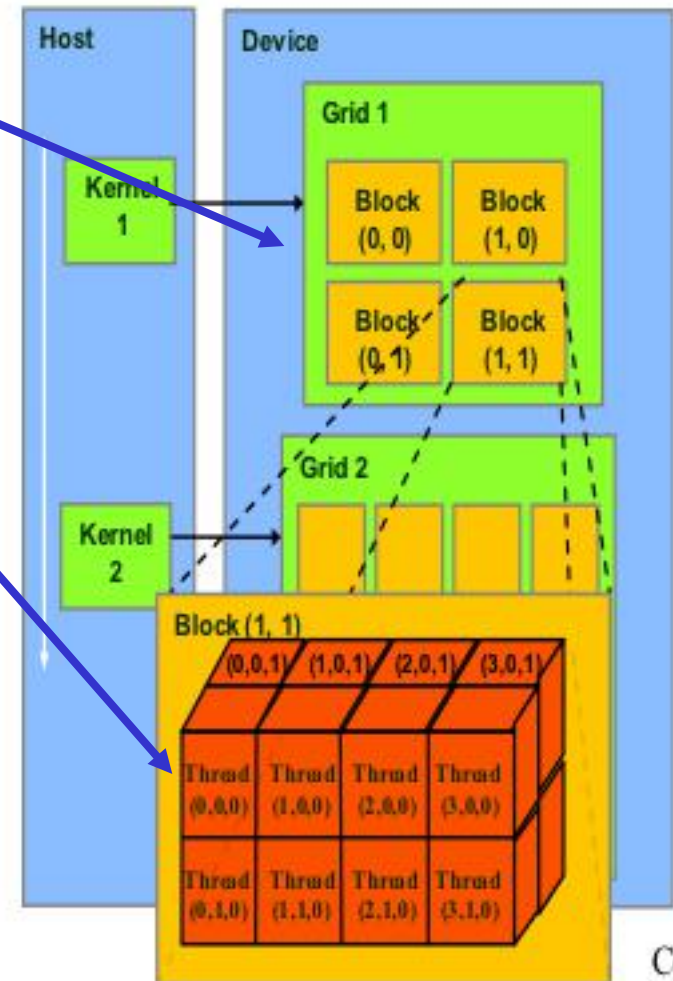 Host
Device
Grid 1
Kernel
1
Block
(0, 0)
Block
(1, 0)
Block
(0, 1)
Block
(1, 1)
Grid 2
Kernel
2
Block (1, 1)
(0,0,1) (1,0,1) (2,0,1) (3,0,1)
Thread
(0,0,0)
Thread
(1,0,0)
Thread
(2,0,0)
Thread
(3,0,0)
Thread
(0,1,0)
Thread
(1,1,0)
Thread
(2,1,0)
Thread
(3,1,0)